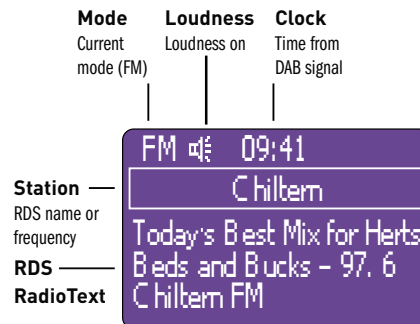 Mode Loudness Clock
Current Loudness on Time from
mode (FM) DAB signal
FM 09:41
Station
RDS name or
frequency
Chiltern
Today's Best Mix for Herts
RDS
RadioText
Beds and Bucks - 97. 6
Chiltern FM